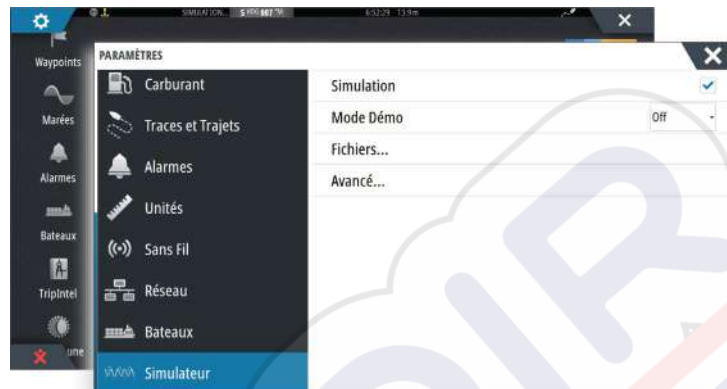 SIMULATION...
Waypoints
Marées
Alarmes
Bateaux
TripIntel
une
PARAMÈTRES
Carburant
Traces et Trajets
Alarmes
Unités
Sans Fil
Réseau
Bateaux
Simulateur
Simulation
Mode Démo Off
Fichiers...
Avancé...